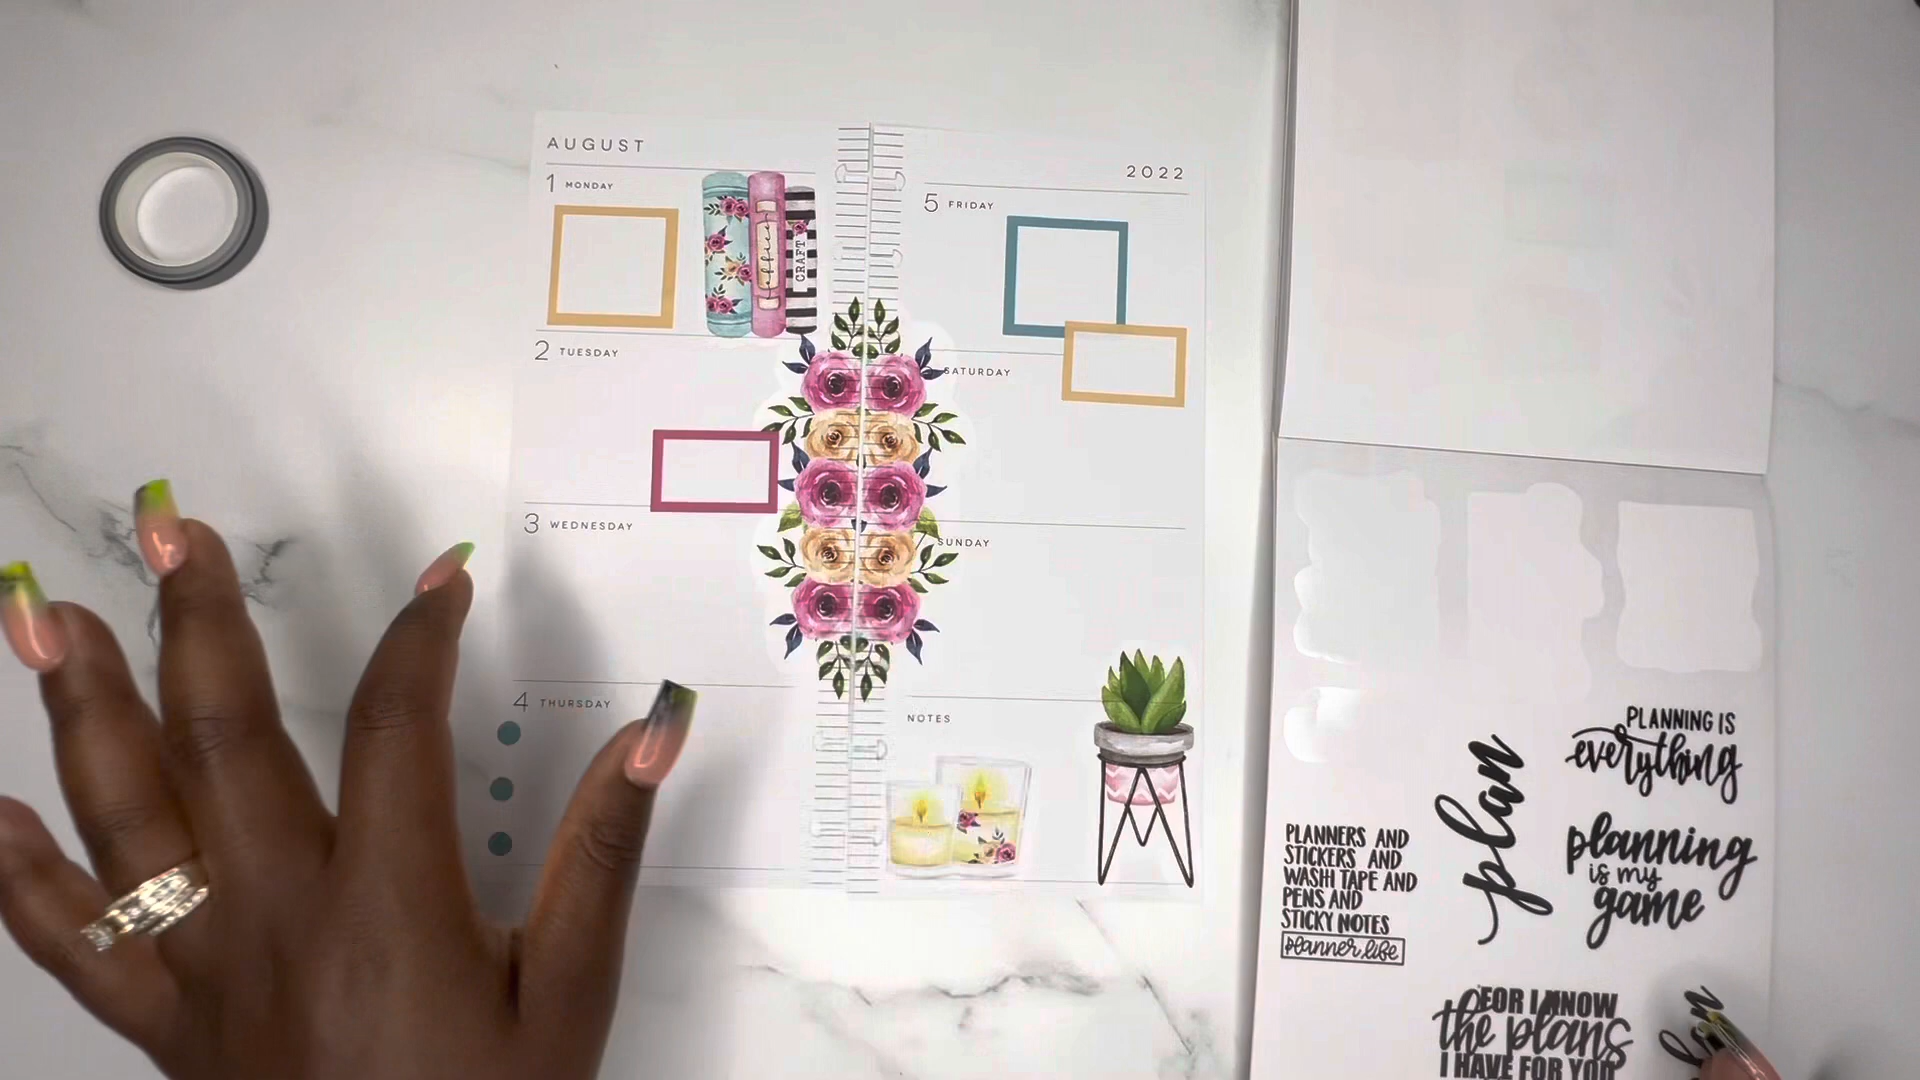 AUGUST
1 MONDAY
office
CRAFT
2 TUESDAY
3 WEDNESDAY
4 THURSDAY
2022
5 FRIDAY
SATURDAY
SUNDAY
NOTES
PLANNERS AND
STICKERS AND
WASHI TAPE AND
PENS AND
STICKY NOTES
planner life
plan
PLANNING IS
everything
planning
is my
game
FOR I KNOW
the plans
I HAVE FOR YOU